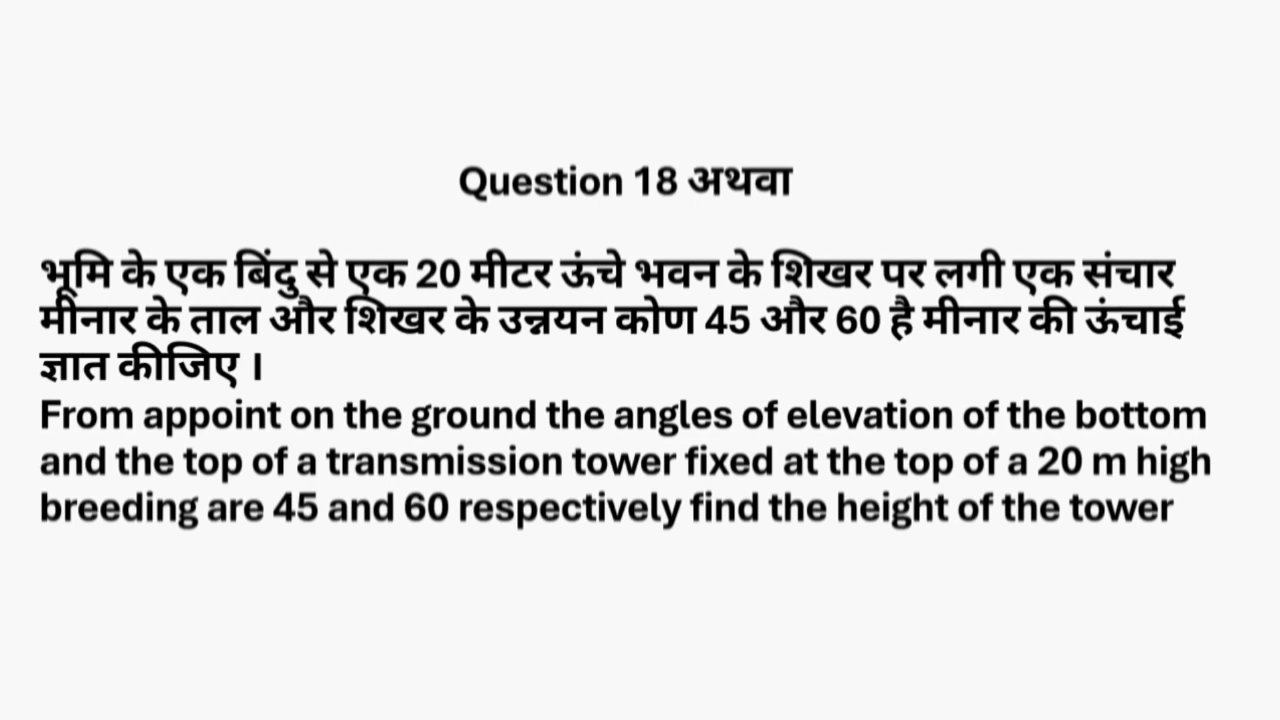 Question 18 अथवा
भूमि के एक बिंदु से एक 20 मीटर ऊंचे भवन के शिखर पर लगी एक संचार
मीनार के ताल और शिखर के उन्नयन कोण 45 और 60 है मीनार की ऊंचाई
ज्ञात कीजिए ।
From appoint on the ground the angles of elevation of the bottom
and the top of a transmission tower fixed at the top of a 20 m high
breeding are 45 and 60 respectively find the height of the tower